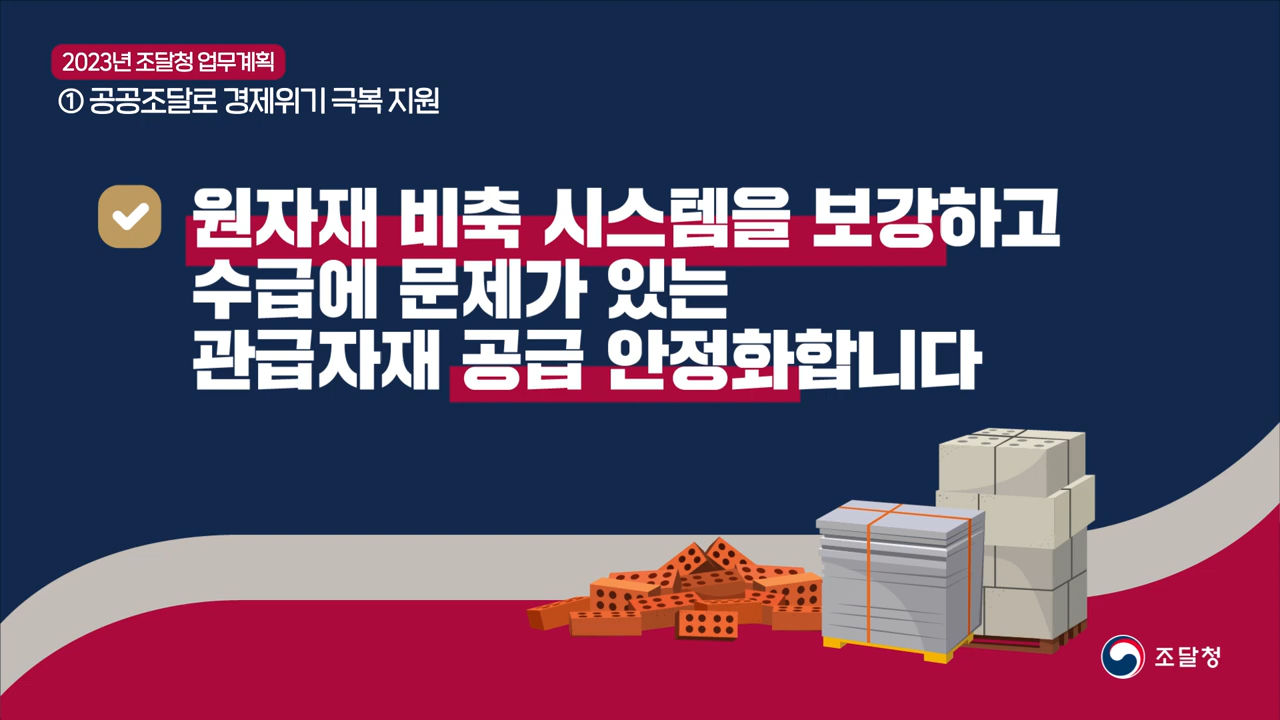 2023년 조달청 업무계획
① 공공조달로 경제위기 극복 지원
원자재 비축 시스템을 보강하고
수급에 문제가 있는
관급자재 공급 안정화합니다
조달청